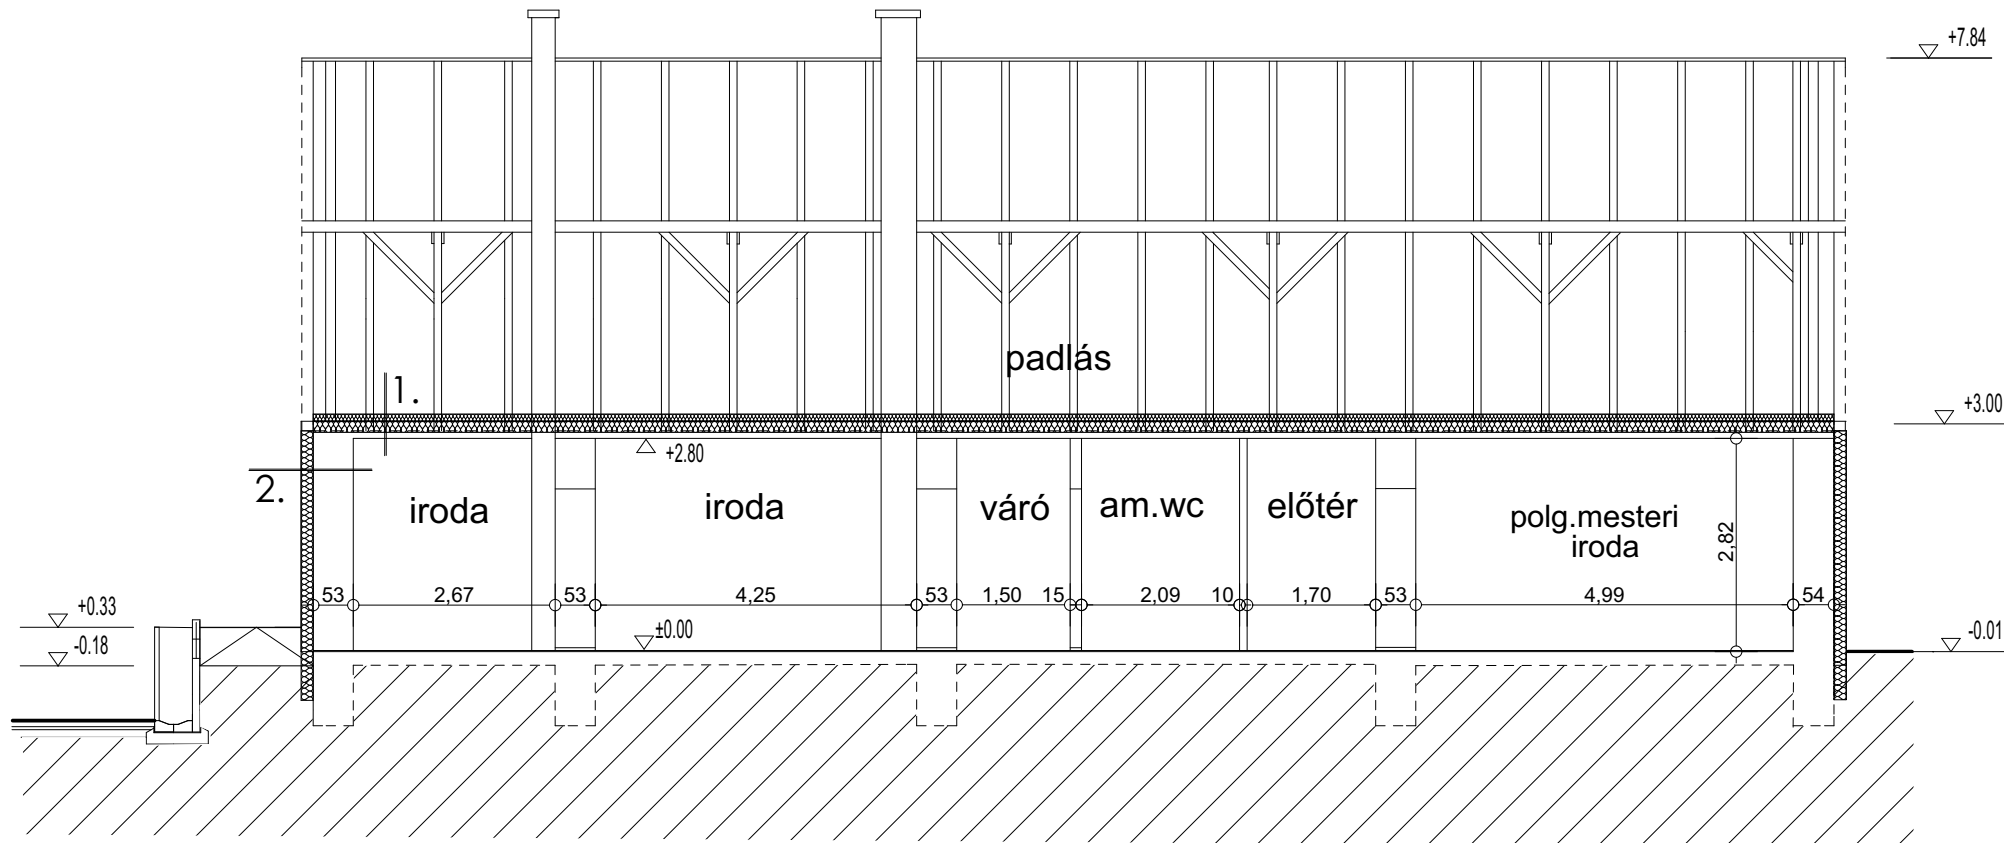 +7.84
padlás
1.
+3.00
+2.80
2.
iroda
iroda
váró
am.wc
előtér
polg.mesteri
iroda
2,82
53
2,67
53
4,25
53
1,50
15
2,09
10
1,70
53
4,99
54
+0.33
-0.18
±0.00
-0.01